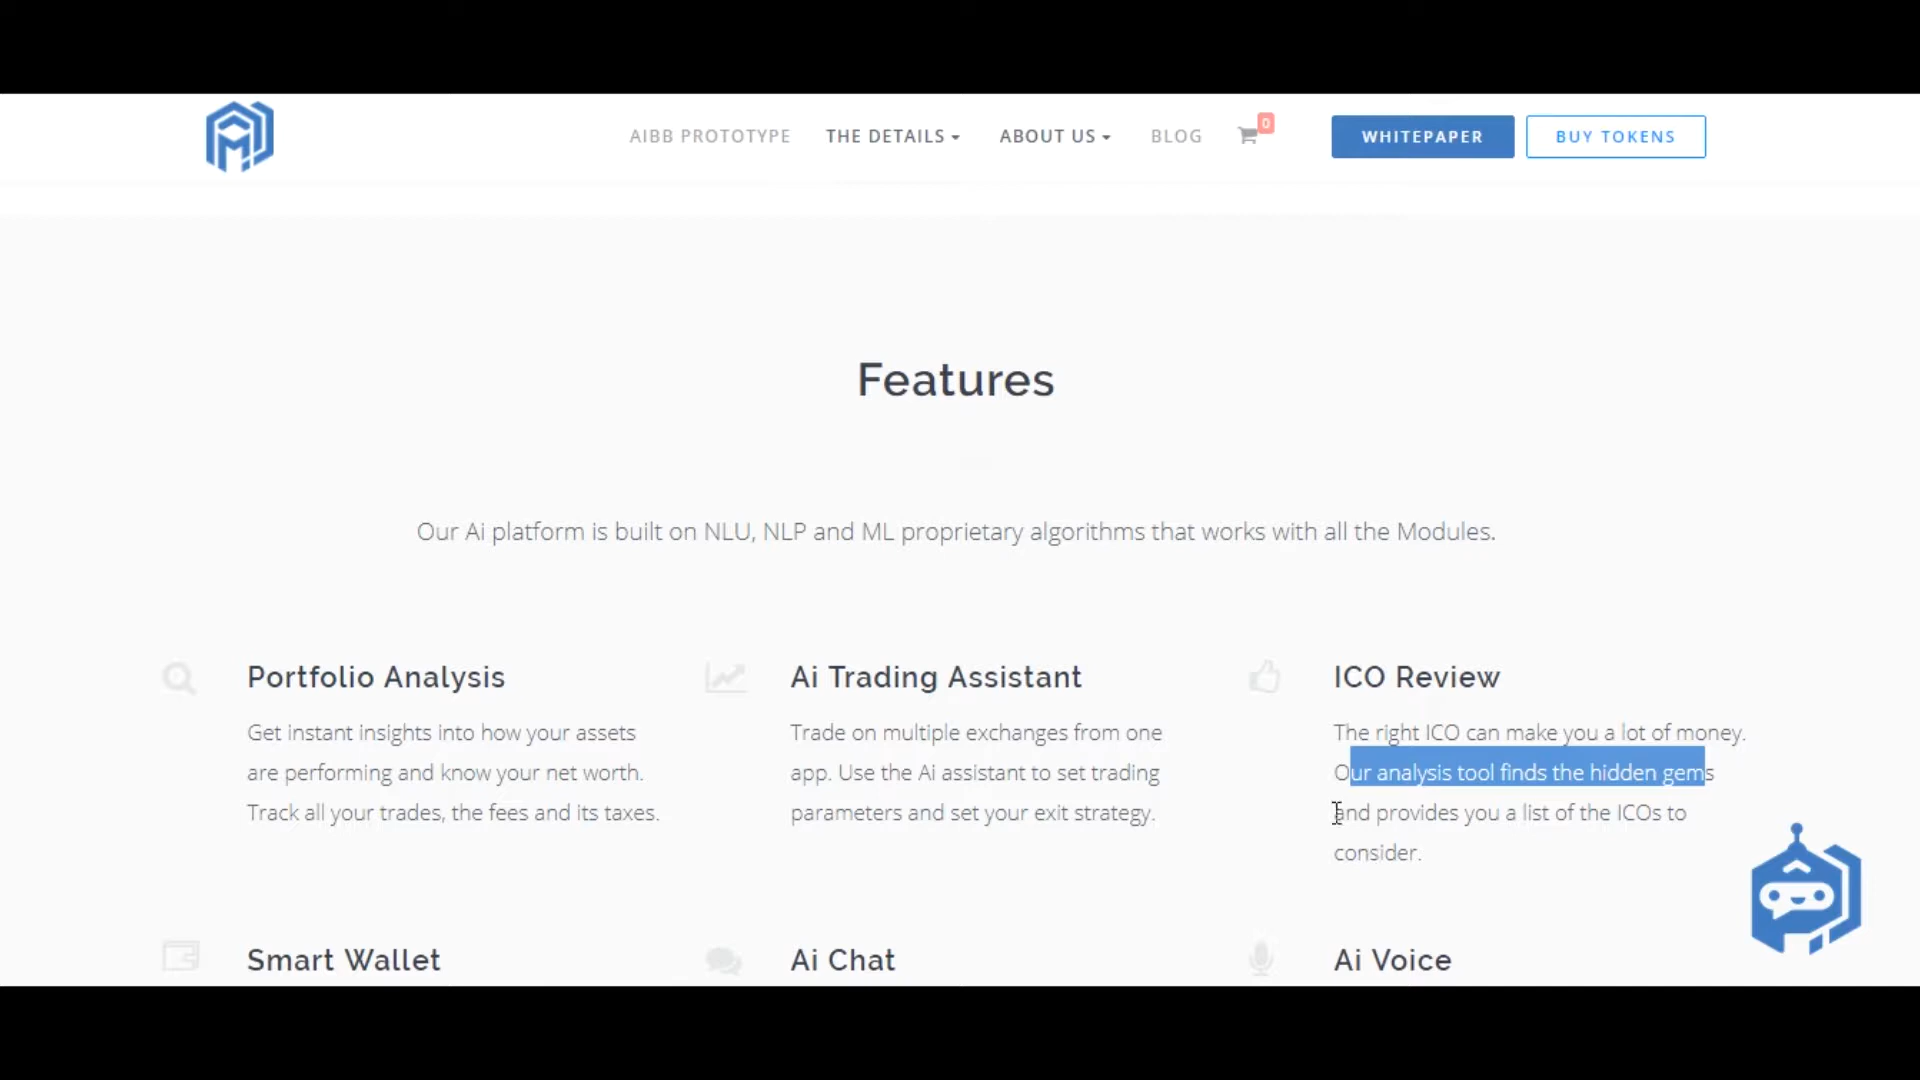 AIBB PROTOTYPE THE DETAILS ABOUT US BLOG 0 WHITEPAPER BUY TOKENS
Features
Our Ai platform is built on NLU, NLP and ML proprietary algorithms that works with all the Modules.
Portfolio Analysis
Get instant insights into how your assets
are performing and know your net worth.
Track all your trades, the fees and its taxes.
Ai Trading Assistant
Trade on multiple exchanges from one
app. Use the Ai assistant to set trading
parameters and set your exit strategy.
ICO Review
The right ICO can make you a lot of money.
Our analysis tool finds the hidden gems
and provides you a list of the ICOs to
consider.
Smart Wallet
Ai Chat
Ai Voice